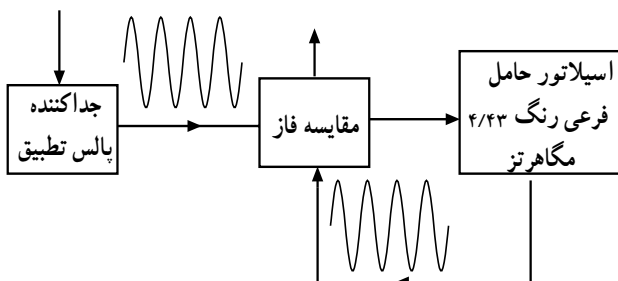 جداکننده
پالس تطبیق
مقایسه فاز
اسیلاتور حامل
فرعی رنگ ۴/۴۳
مگاهرتز